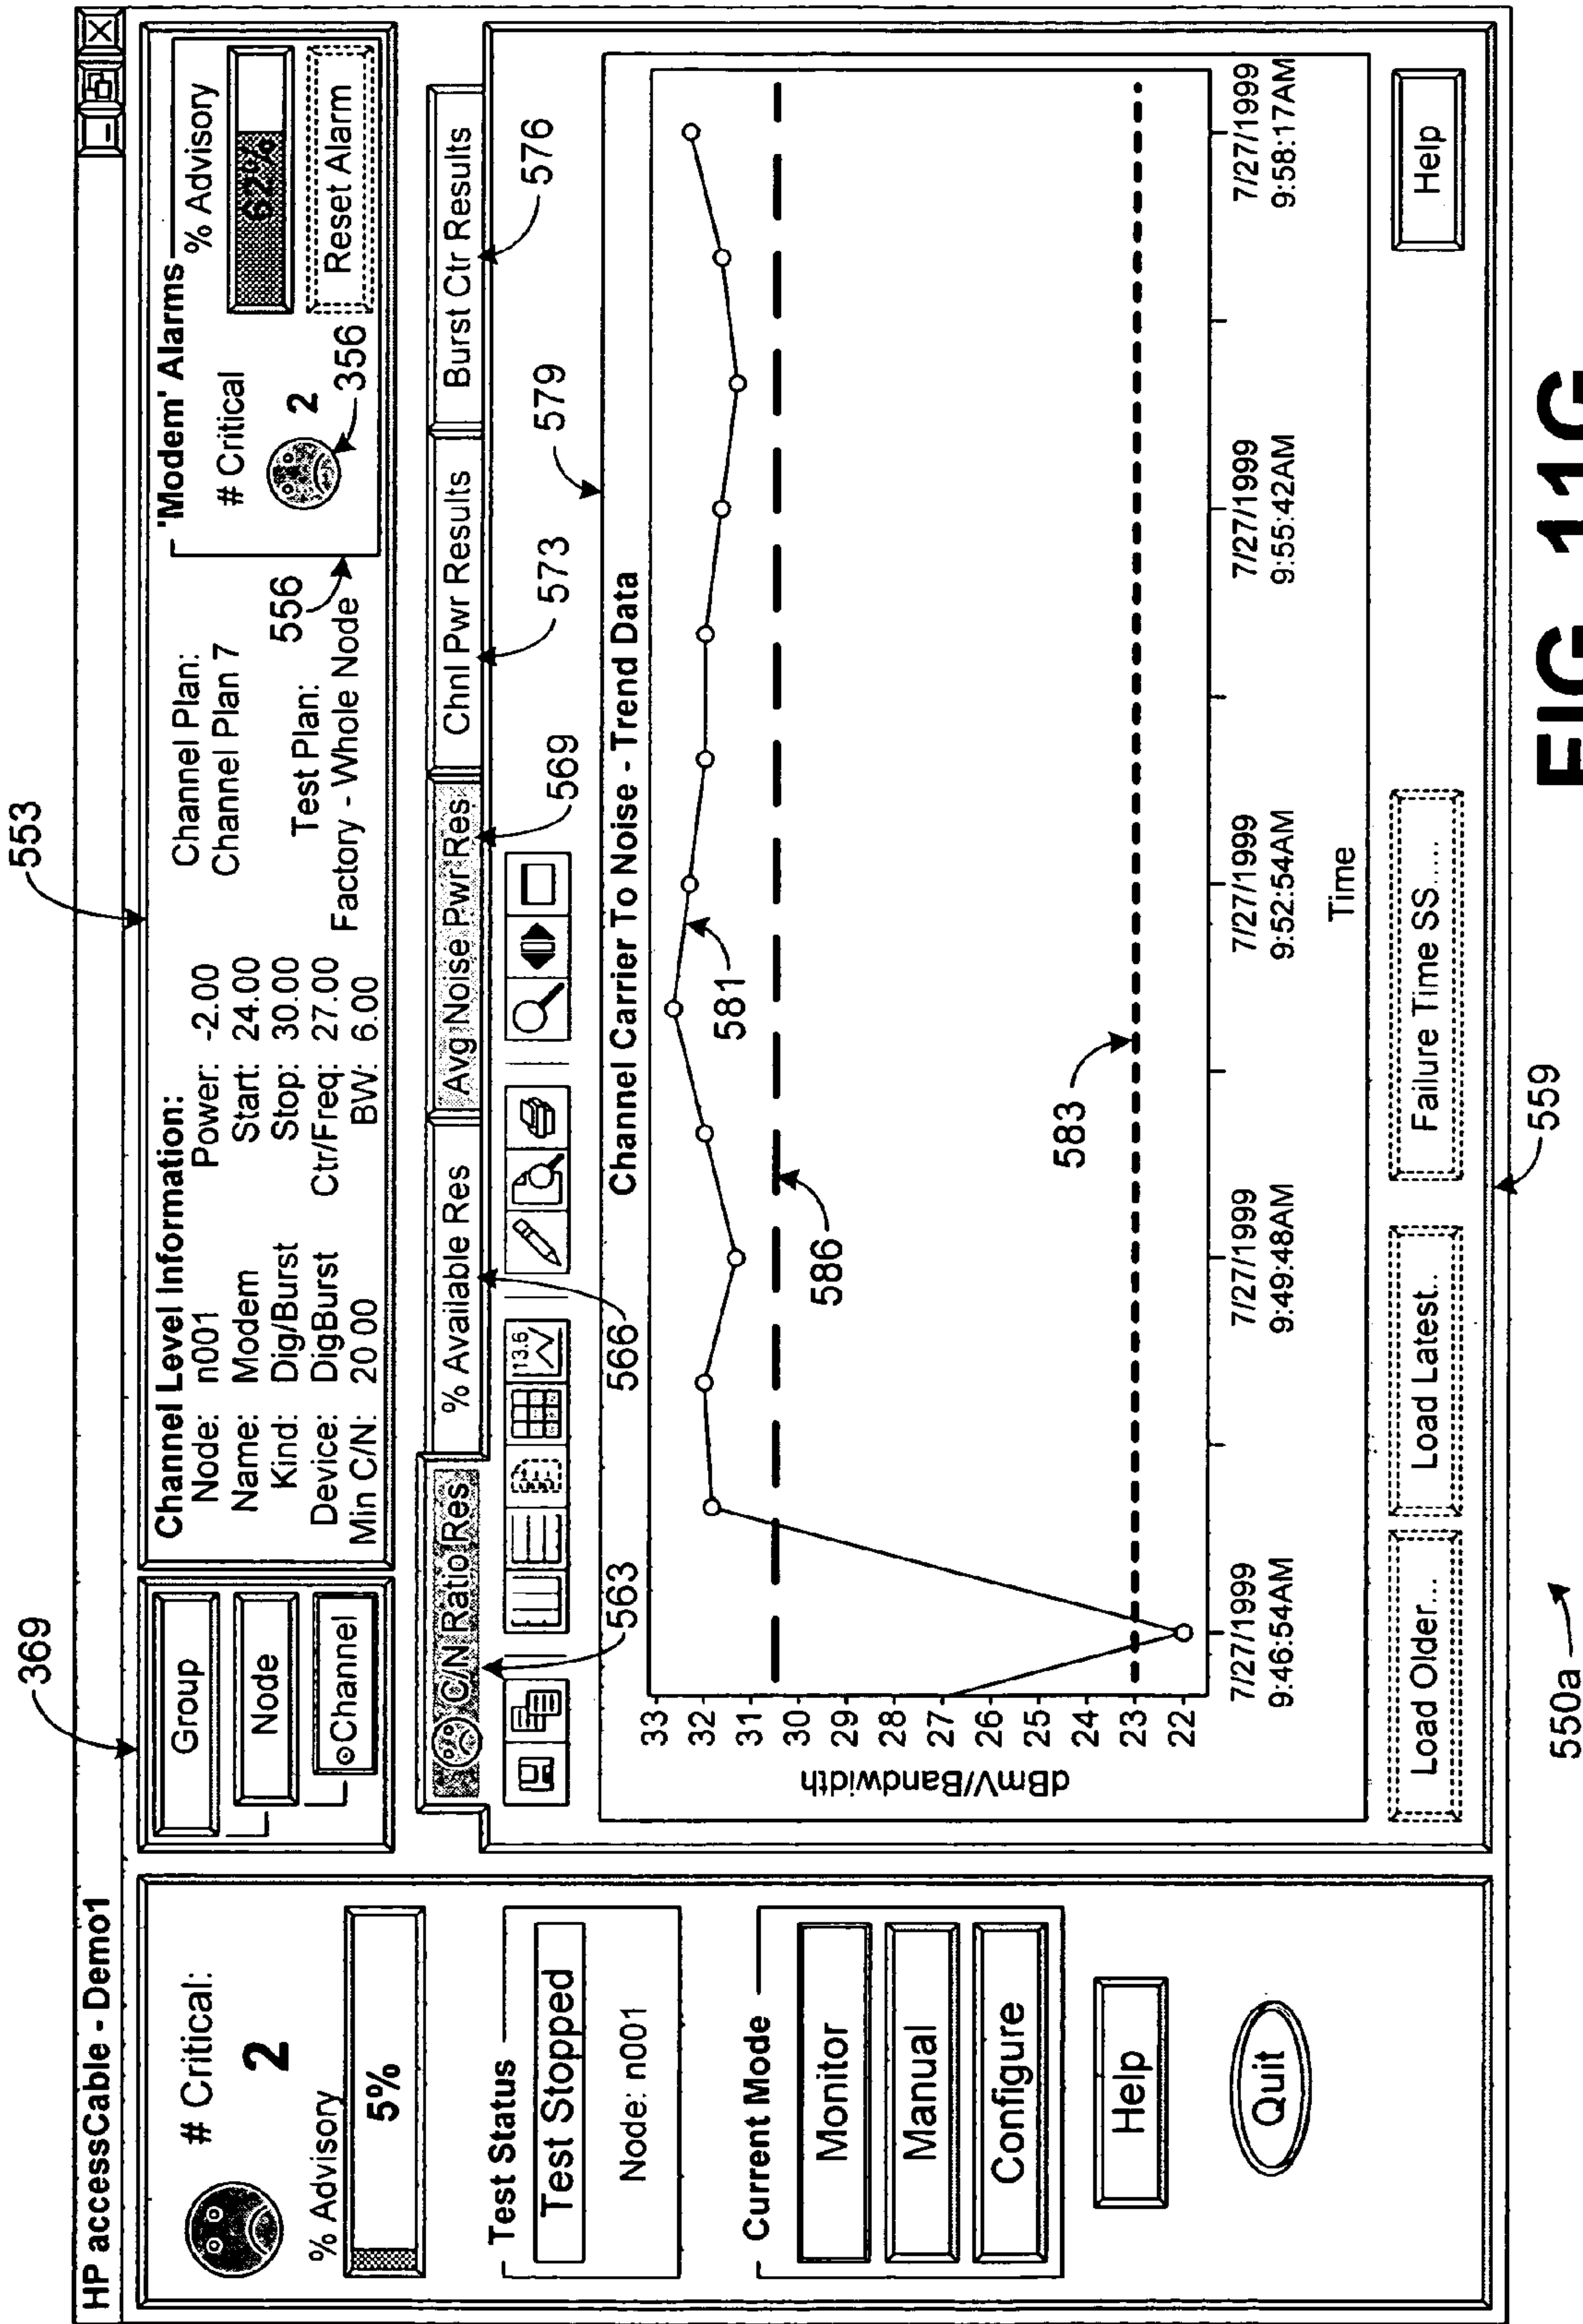 HP accessCable - Demo1
# Critical:
2
% Advisory
5%
Test Status
Test Stopped
Node: n001
Current Mode
Monitor
Manual
Configure
Help
Quit
369
Group
Node
Channel
553
Channel Level Information:
Node: n001
Name: Modem
Kind: Dig/Burst
Device: DigBurst
Min C/N: 20 00
Power: -2.00
Start: 24.00
Stop: 30.00
Ctr/Freq: 27.00
BW: 6.00
Channel Plan:
Channel Plan 7
Test Plan:
Factory - Whole Node
556
'Modem' Alarms
# Critical
2
356
% Advisory
62%
Reset Alarm
C/N Ratio Res
% Available Res
Avg Noise Pwr Res
Chnl Pwr Results
Burst Ctr Results
563
566
569
573
576
579
13.6
Channel Carrier To Noise - Trend Data
dBmV/Bandwidth
33
32
31
30
29
28
27
26
25
24
23
22
581
586
583
7/27/1999
9:46:54AM
7/27/1999
9:49:48AM
7/27/1999
9:52:54AM
7/27/1999
9:55:42AM
7/27/1999
9:58:17AM
Time
Load Older...
Load Latest..
Failure Time SS.....
Help
559
550a
FIG. 11G